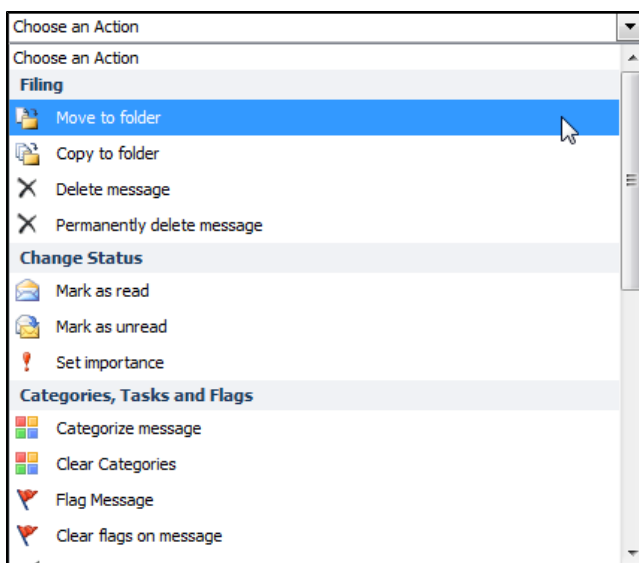 Choose an Action
Choose an Action
Filing
Move to folder
Copy to folder
Delete message
Permanently delete message
Change Status
Mark as read
Mark as unread
Set importance
Categories, Tasks and Flags
Categorize message
Clear Categories
Flag Message
Clear flags on message